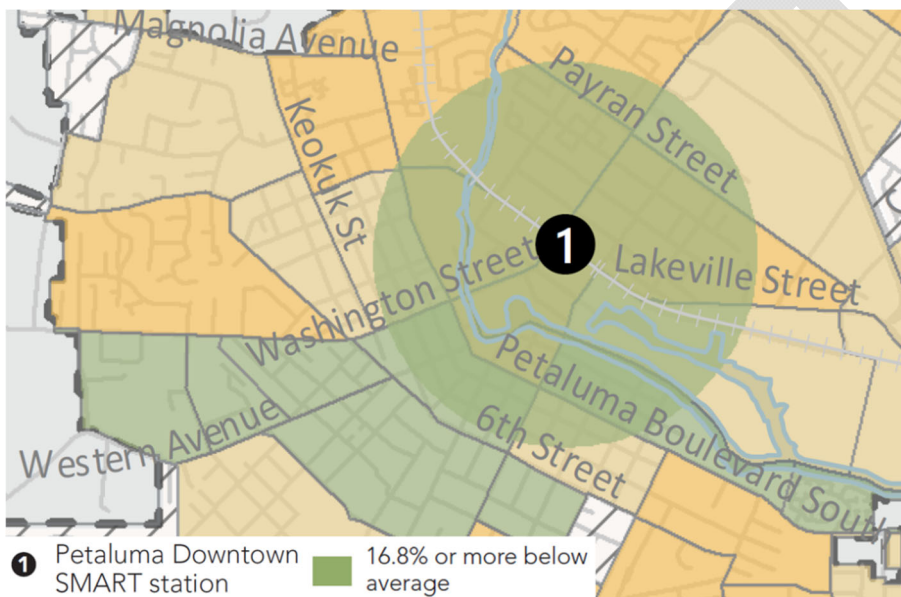 Magnolia Avenue
Payran Street
Keokuk St
1
Lakeville Street
Washington Street
Petaluma Boulevard South
6th Street
Western Avenue
1 Petaluma Downtown
SMART station
16.8% or more below
average